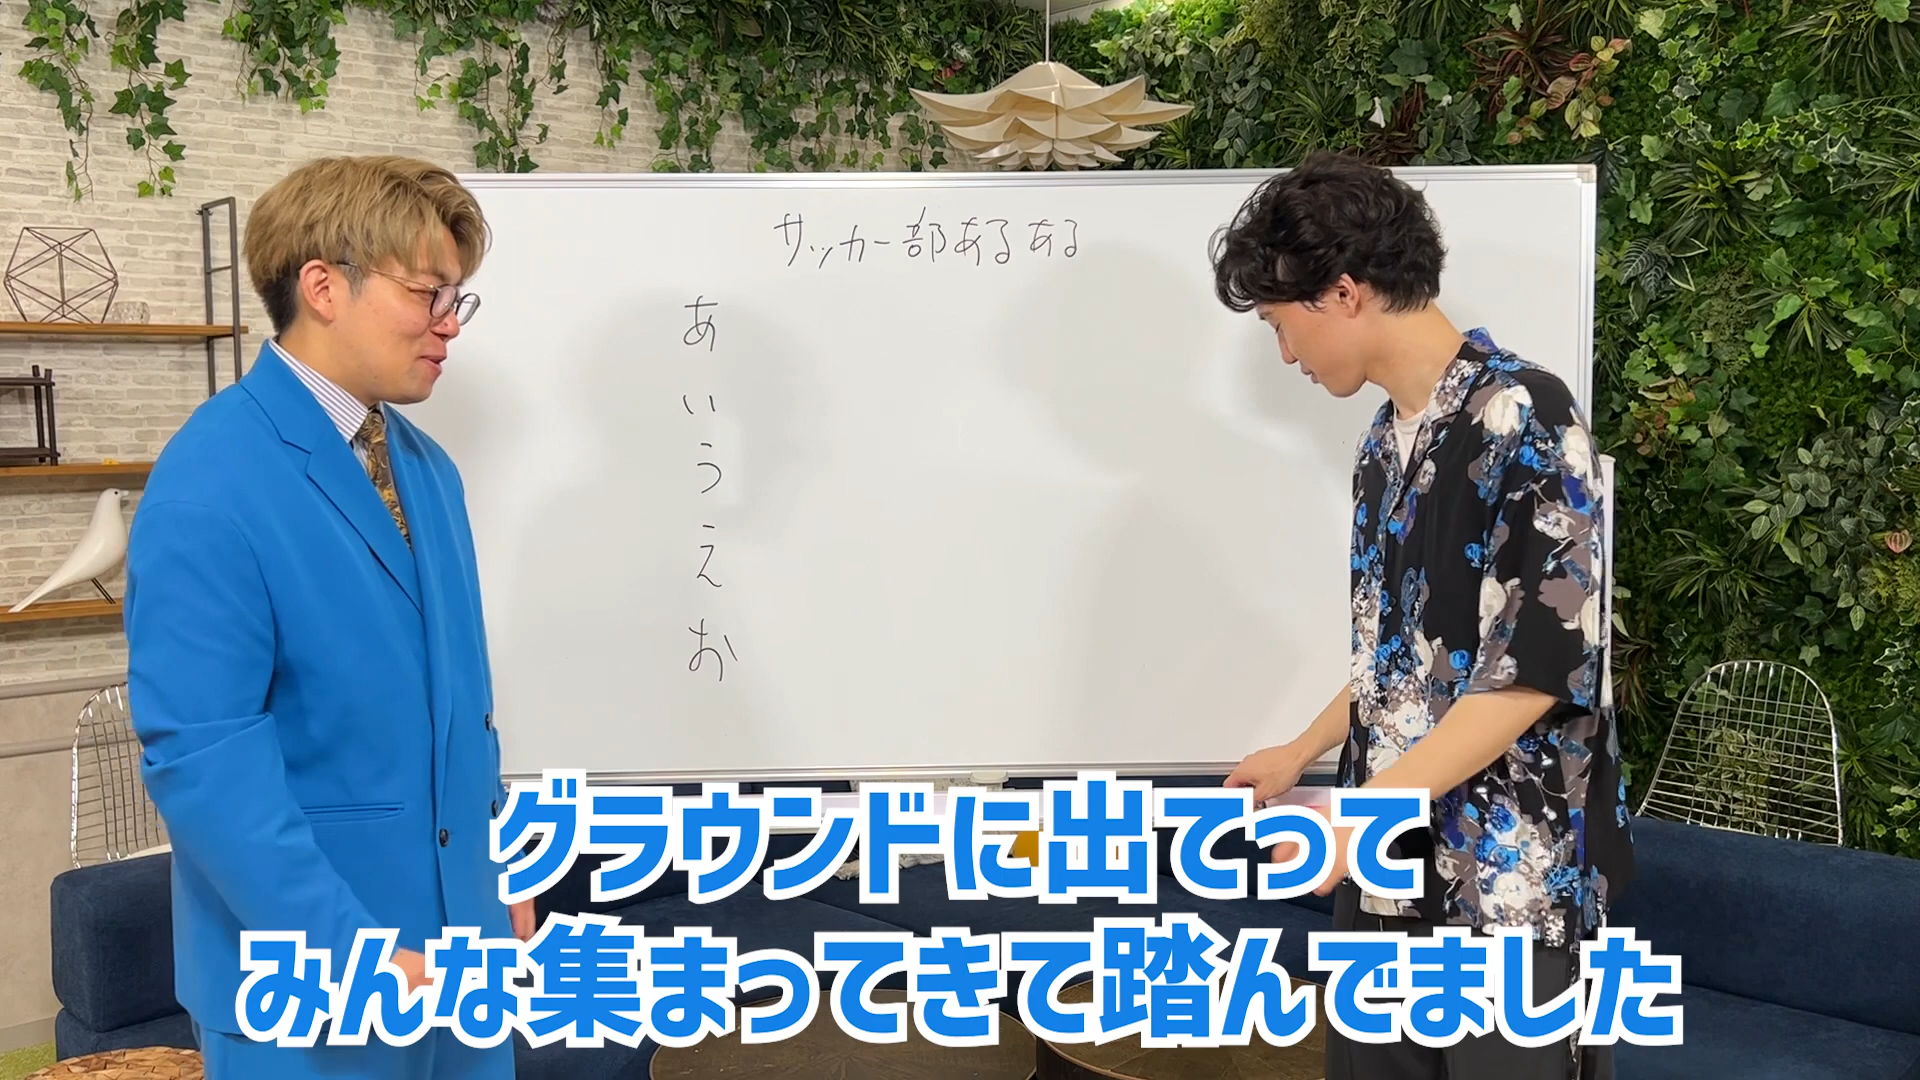 サッカー部あるある
あ
い
う
え
お
グラウンドに出てって
みんな集まってきて踏んでました